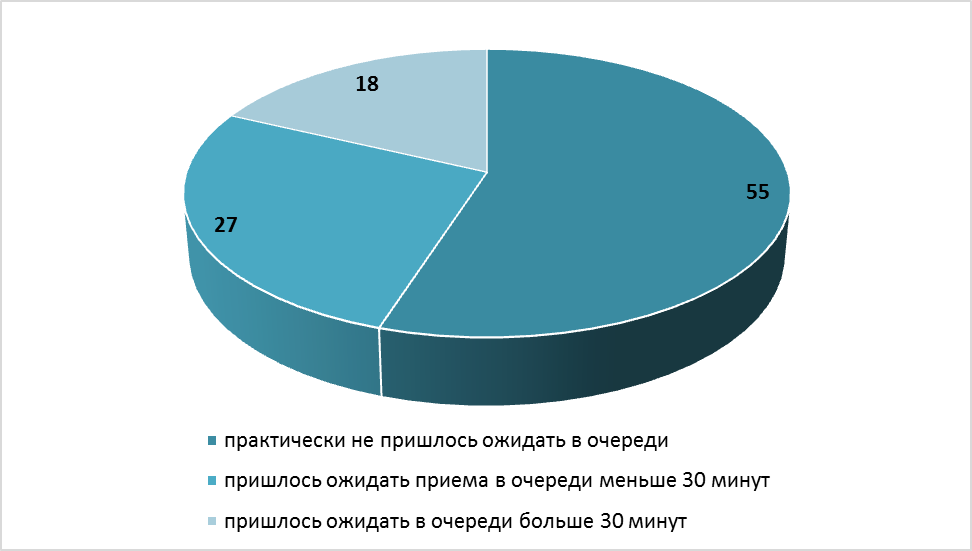 18
55
27
практически не пришлось ожидать в очереди
пришлось ожидать приема в очереди меньше 30 минут
пришлось ожидать в очереди больше 30 минут